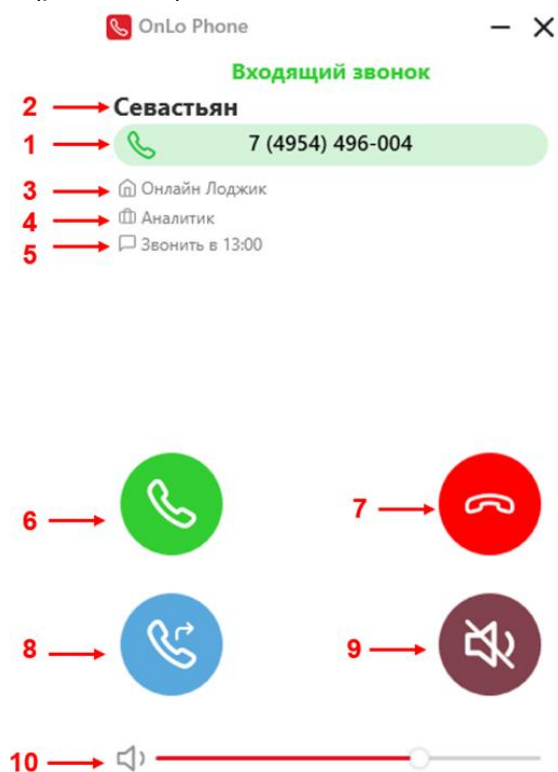 OnLo Phone
Входящий звонок
2 Севастьян
1 7 (4954) 496-004
3 Онлайн Лоджик
4 Аналитик
5 Звонить в 13:00
6 7
8 9
10